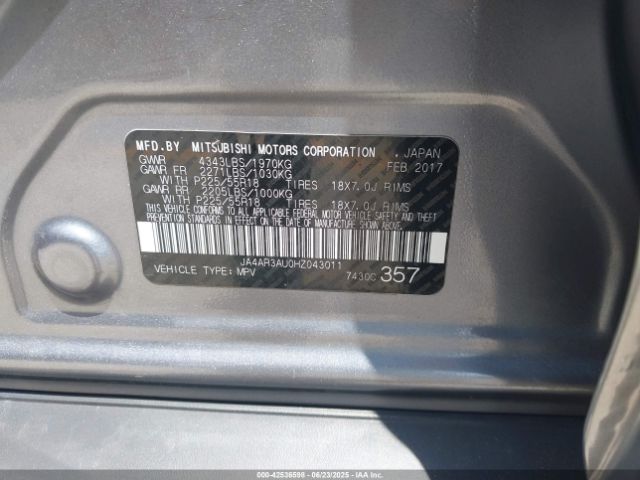 MFD.BY MITSUBISHI MOTORS CORPORATION . JAPAN
GVWR 4343LBS/1970KG FEB 2017
GAWR FR 2271LBS/1030KG
WITH P225/55R18 TIRES 18X7.0J RIMS
GAWR RR 2205LBS/1000KG
WITH P225/55R18 TIRES 18X7.0J RIMS
THIS VEHICLE CONFORMS TO ALL APPLICABLE FEDERAL MOTOR VEHICLE SAFETY AND THEFT
PREVENTION STANDARDS IN EFFECT ON THE DATE OF MANUFACTURE SHOWN ABOVE.
JA4AR3AU0HZ043011
VEHICLE TYPE: MPV 7430C 357
000-42536598 - 06/23/2025 - IAA Inc.